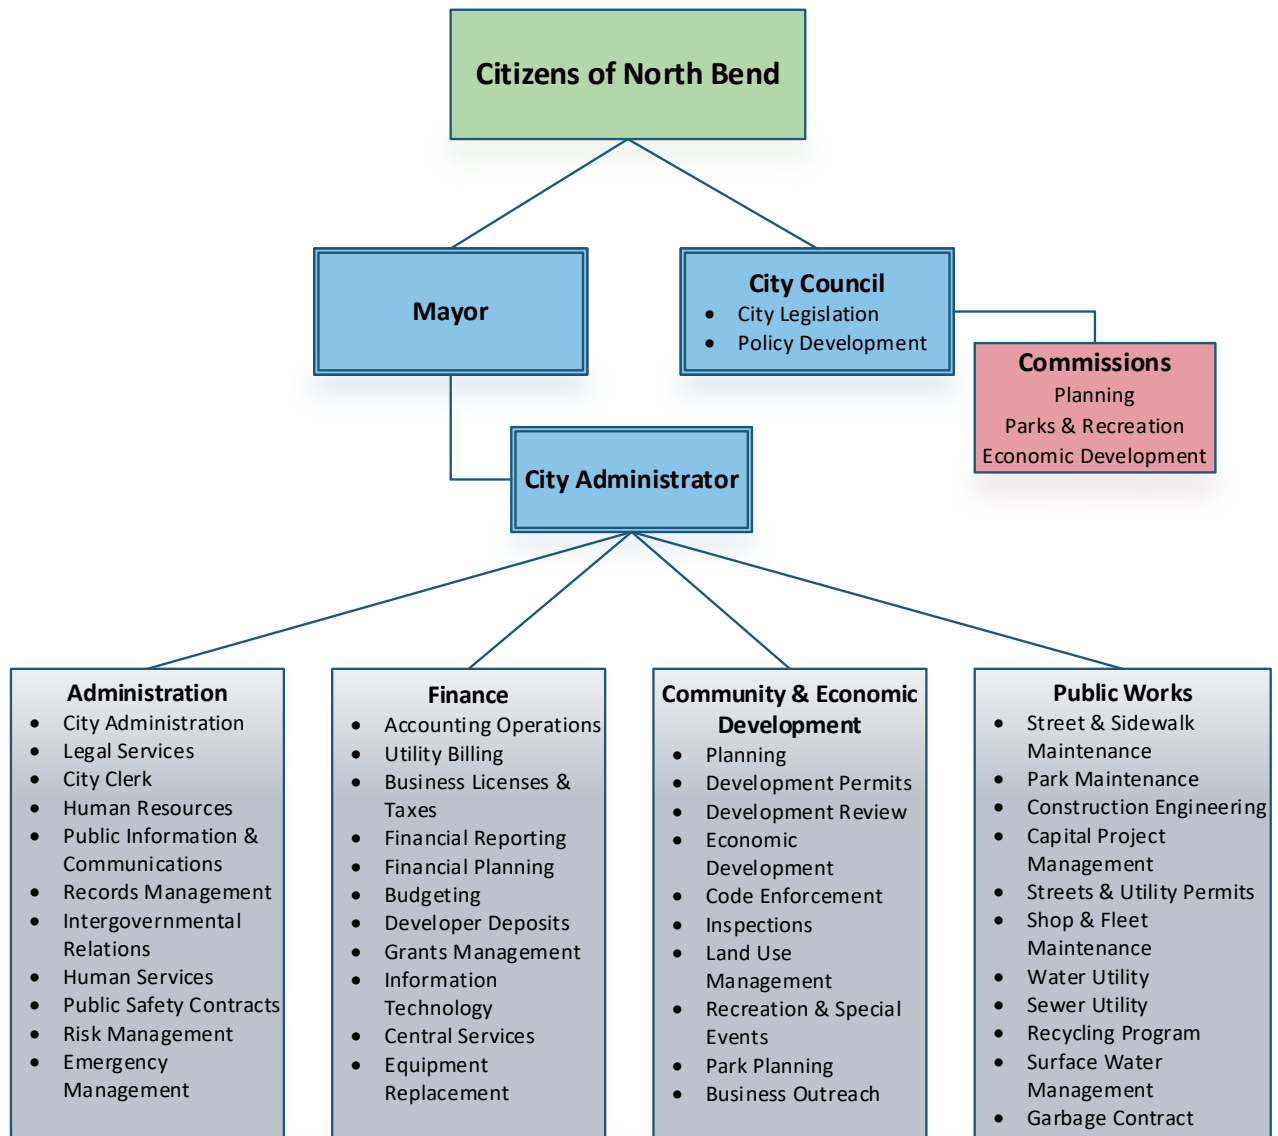 Citizens of North Bend
Mayor
City Council
• City Legislation
• Policy Development
Commissions
Planning
Parks & Recreation
Economic Development
City Administrator
Administration
• City Administration
• Legal Services
• City Clerk
• Human Resources
• Public Information &
Communications
• Records Management
• Intergovernmental
Relations
• Human Services
• Public Safety Contracts
• Risk Management
• Emergency
Management
Finance
• Accounting Operations
• Utility Billing
• Business Licenses &
Taxes
• Financial Reporting
• Financial Planning
• Budgeting
• Developer Deposits
• Grants Management
• Information
Technology
• Central Services
• Equipment
Replacement
Community & Economic
Development
• Planning
• Development Permits
• Development Review
• Economic
Development
• Code Enforcement
• Inspections
• Land Use
Management
• Recreation & Special
Events
• Park Planning
• Business Outreach
Public Works
• Street & Sidewalk
Maintenance
• Park Maintenance
• Construction Engineering
• Capital Project
Management
• Streets & Utility Permits
• Shop & Fleet
Maintenance
• Water Utility
• Sewer Utility
• Recycling Program
• Surface Water
Management
• Garbage Contract